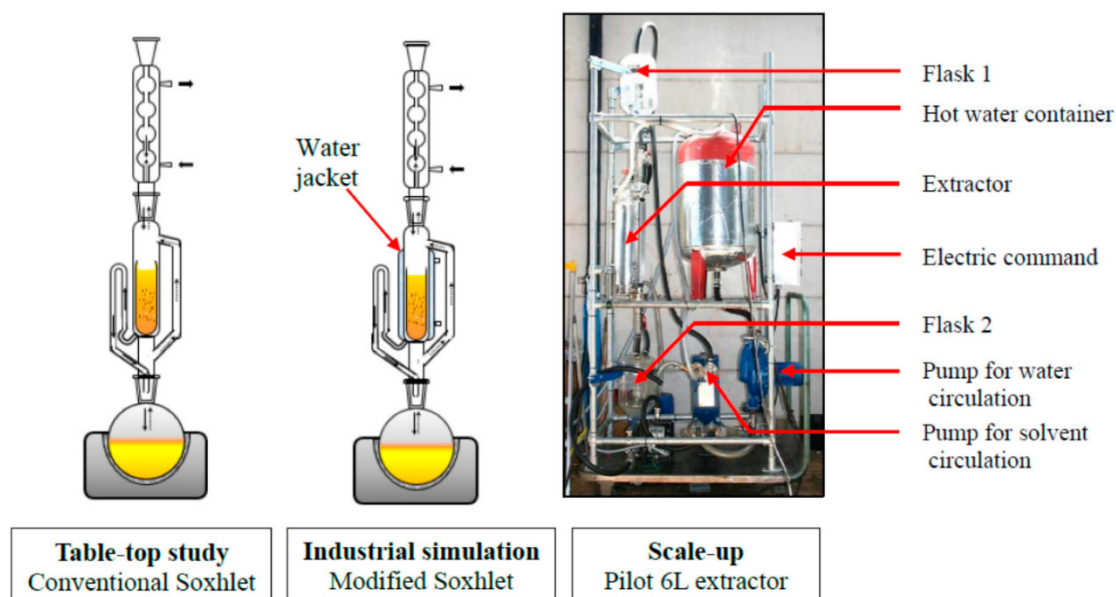 Water
jacket
Flask 1
Hot water container
Extractor
Electric command
Flask 2
Pump for water
circulation
Pump for solvent
circulation
Table-top study
Conventional Soxhlet
Industrial simulation
Modified Soxhlet
Scale-up
Pilot 6L extractor